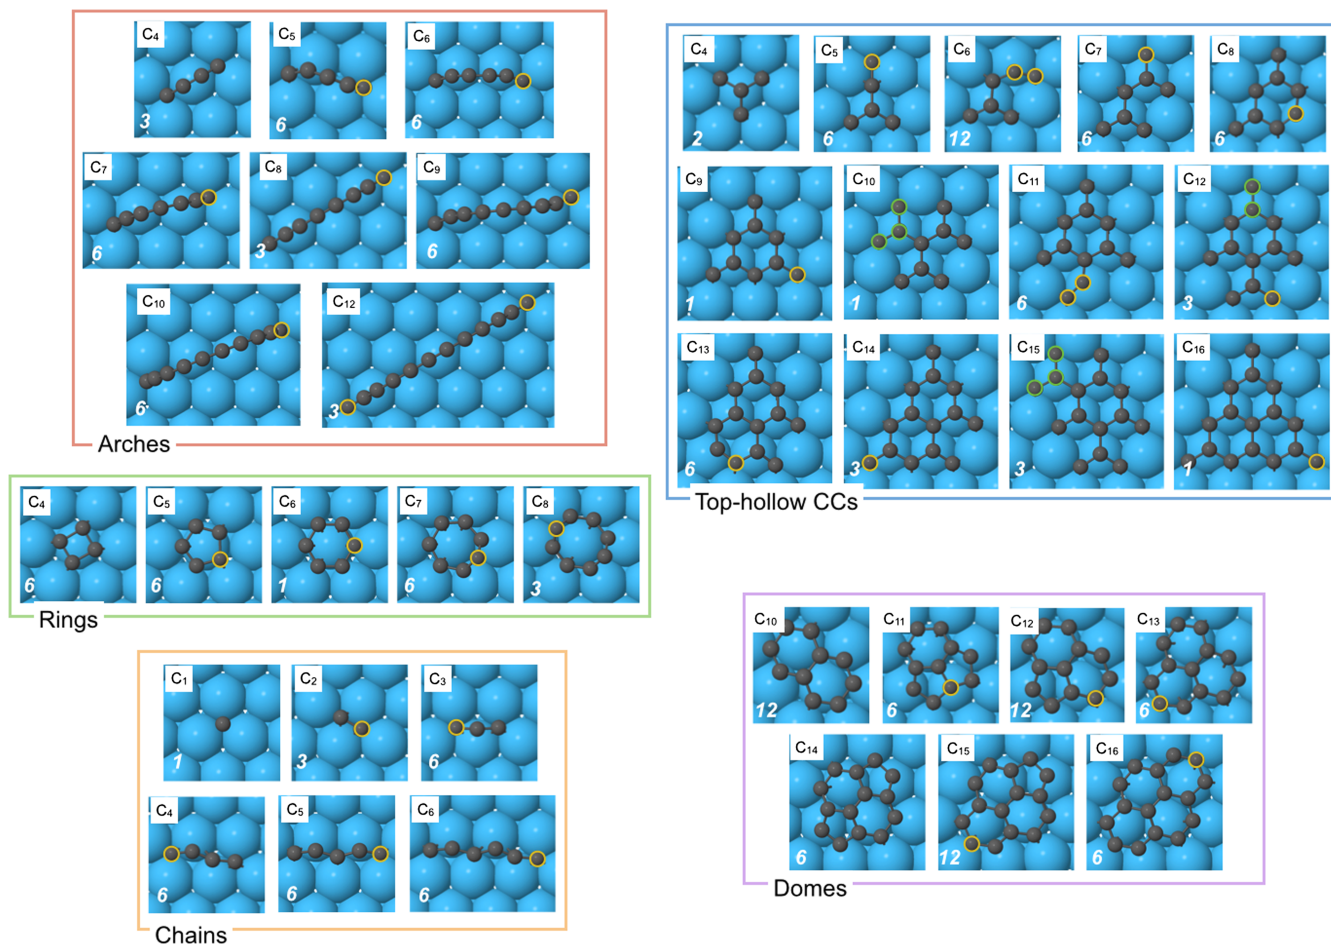 C4 C5 C6
3 6 6
C7 C8 C9
6 3 6
C10 C12
6 3
Arches
C4 C5 C6 C7 C8
2 6 12 6 6
C9 C10 C11 C12
1 1 6 3
C13 C14 C15 C16
6 3 3 1
Top-hollow CCs
C4 C5 C6 C7 C8
6 6 1 6 3
Rings
C1 C2 C3
1 3 6
C4 C5 C6
6 6 6
Chains
C10 C11 C12 C13
12 6 12 6
C14 C15 C16
6 12 6
Domes